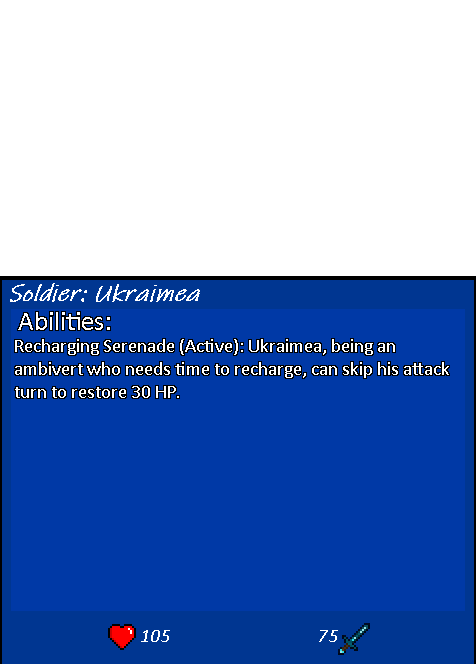 Soldier: Ukraimea
Abilities:
Recharging Serenade (Active): Ukraimea, being an
ambivert who needs time to recharge, can skip his attack
turn to restore 30 HP.
105 75